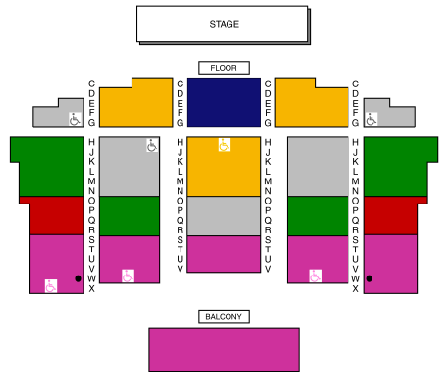 STAGE
FLOOR
C C C C
D D D D
E E E E
F F F F
G G G G
H H H H
J J J J
K K K K
L L L L
M M M M
N N N N
O O O O
P P P P
Q Q Q Q
R R R R
S S S S
T T T T
U U U U
V V V V
W W
X X
BALCONY